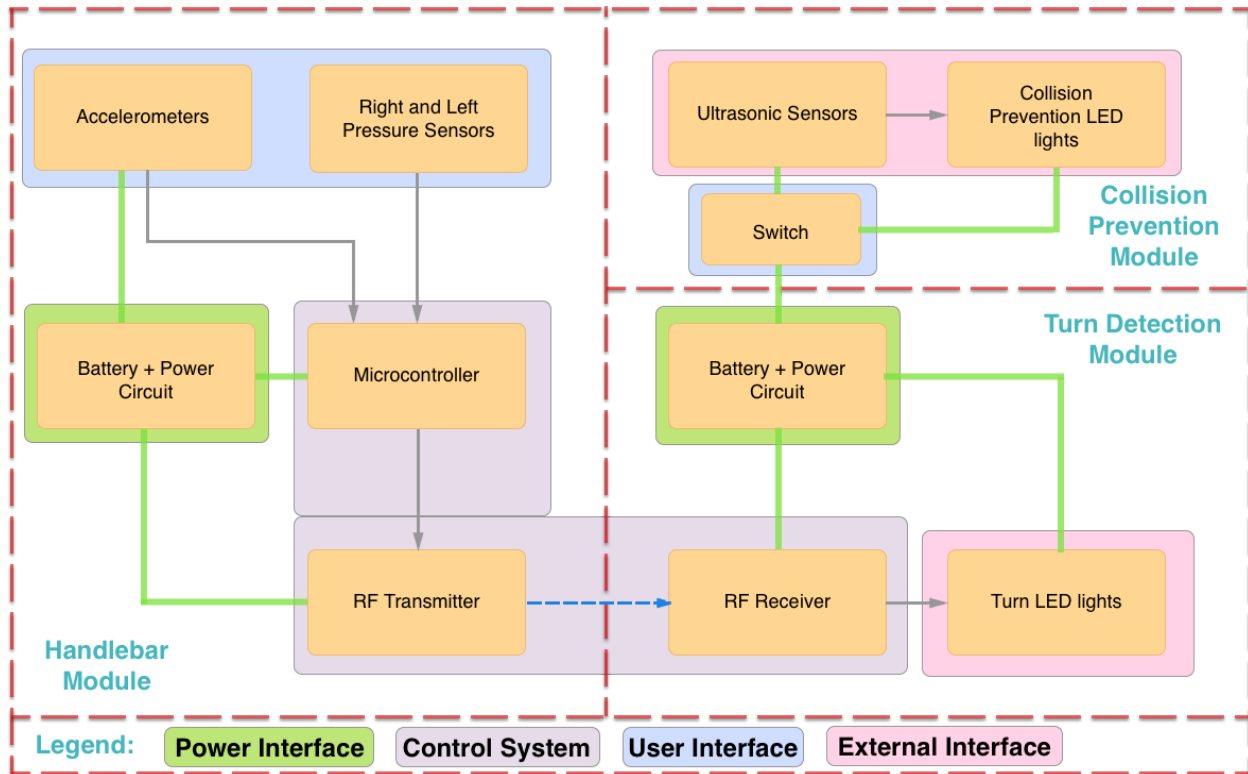 Accelerometers
Right and Left
Pressure Sensors
Ultrasonic Sensors
Collision
Prevention LED
lights
Switch
Collision
Prevention
Module
Battery + Power
Circuit
Microcontroller
Battery + Power
Circuit
Turn Detection
Module
RF Transmitter
RF Receiver
Turn LED lights
Handlebar
Module
Legend:
Power Interface
Control System
User Interface
External Interface